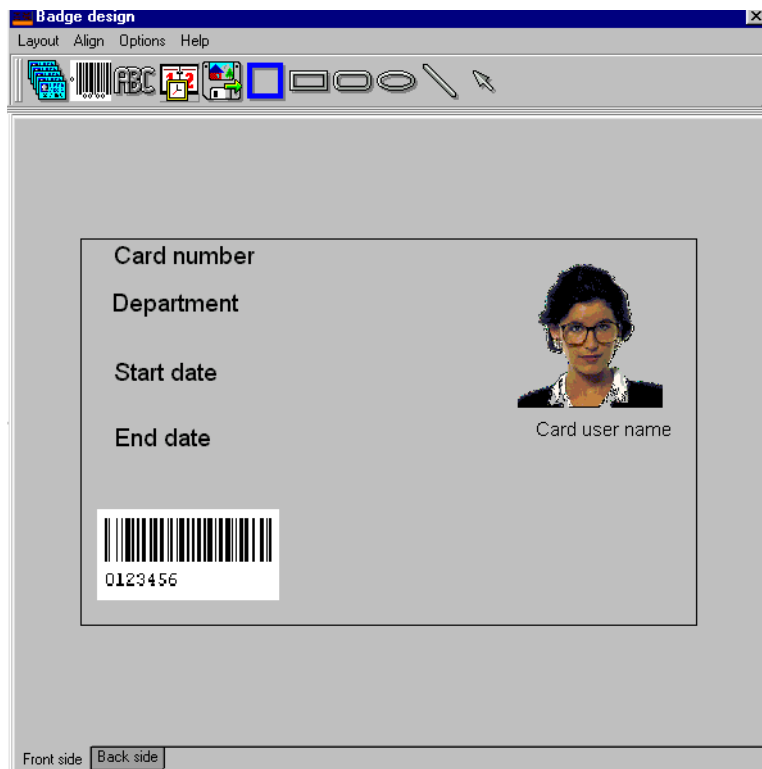 Badge design
Layout Align Options Help
ABC
12
Card number
Department
Start date
End date
Card user name
0123456
Front side Back side